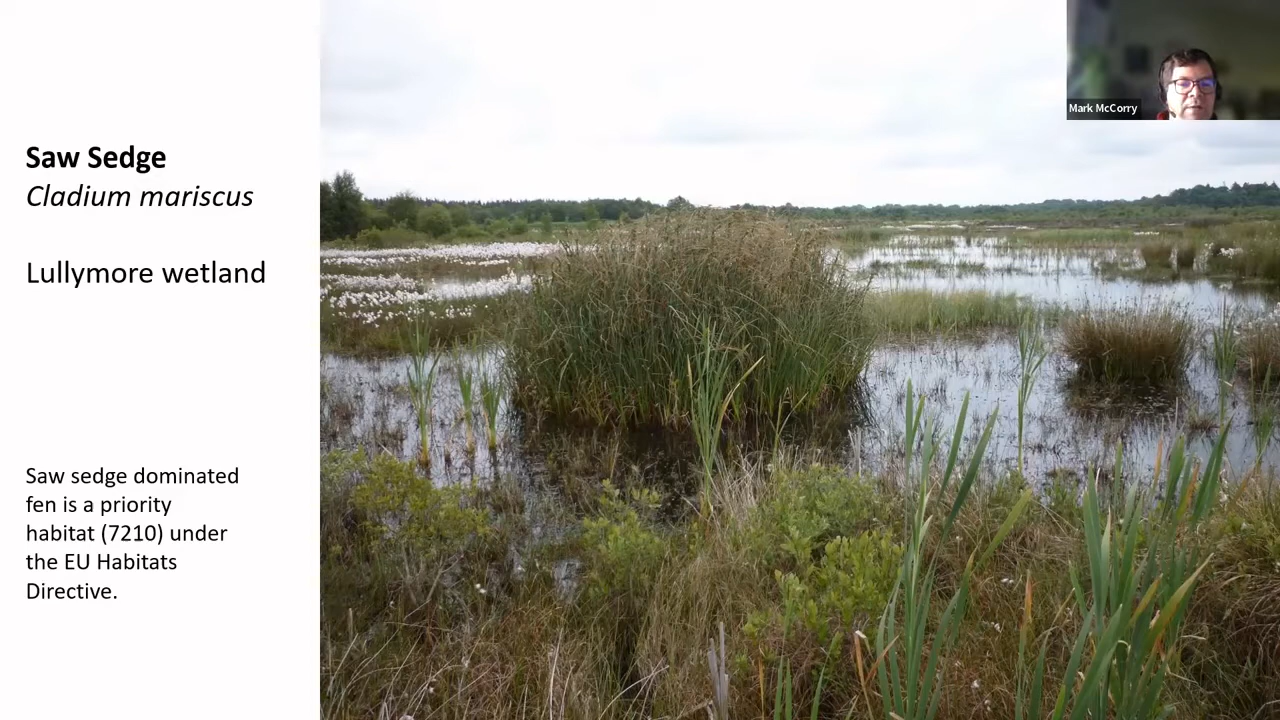 Saw Sedge
Cladium mariscus
Lullymore wetland
Saw sedge dominated
fen is a priority
habitat (7210) under
the EU Habitats
Directive.
Mark McCorry